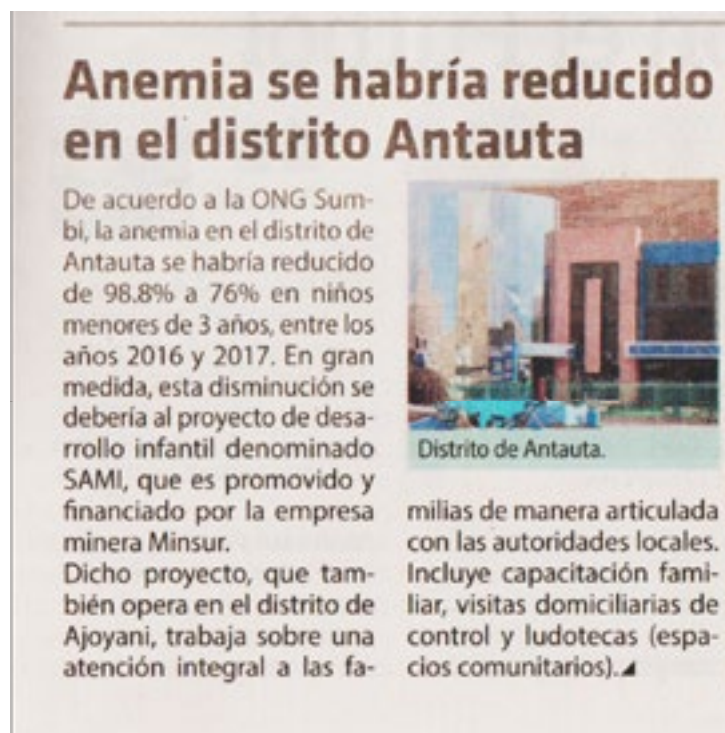 Anemia se habría reducido
en el distrito Antauta
De acuerdo a la ONG Sum-
bi, la anemia en el distrito de
Antauta se habría reducido
de 98.8% a 76% en niños
menores de 3 años, entre los
años 2016 y 2017. En gran
medida, esta disminución se
debería al proyecto de desa-
rrollo infantil denominado
SAMI, que es promovido y
financiado por la empresa
minera Minsur.
Dicho proyecto, que tam-
bién opera en el distrito de
Ajoyani, trabaja sobre una
atención integral a las fa-
Distrito de Antauta.
milias de manera articulada
con las autoridades locales.
Incluye capacitación fami-
liar, visitas domiciliarias de
control y ludotecas (espa-
cios comunitarios).